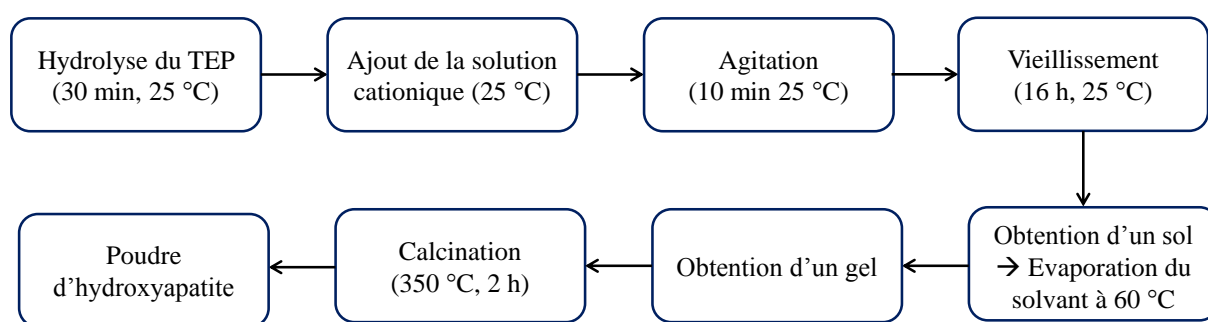 Hydrolyse du TEP
(30 min, 25 °C)
Ajout de la solution
cationique (25 °C)
Agitation
(10 min 25 °C)
Vieillissement
(16 h, 25 °C)
Obtention d’un sol
→ Evaporation du
solvant à 60 °C
Obtention d’un gel
Calcination
(350 °C, 2 h)
Poudre
d’hydroxyapatite